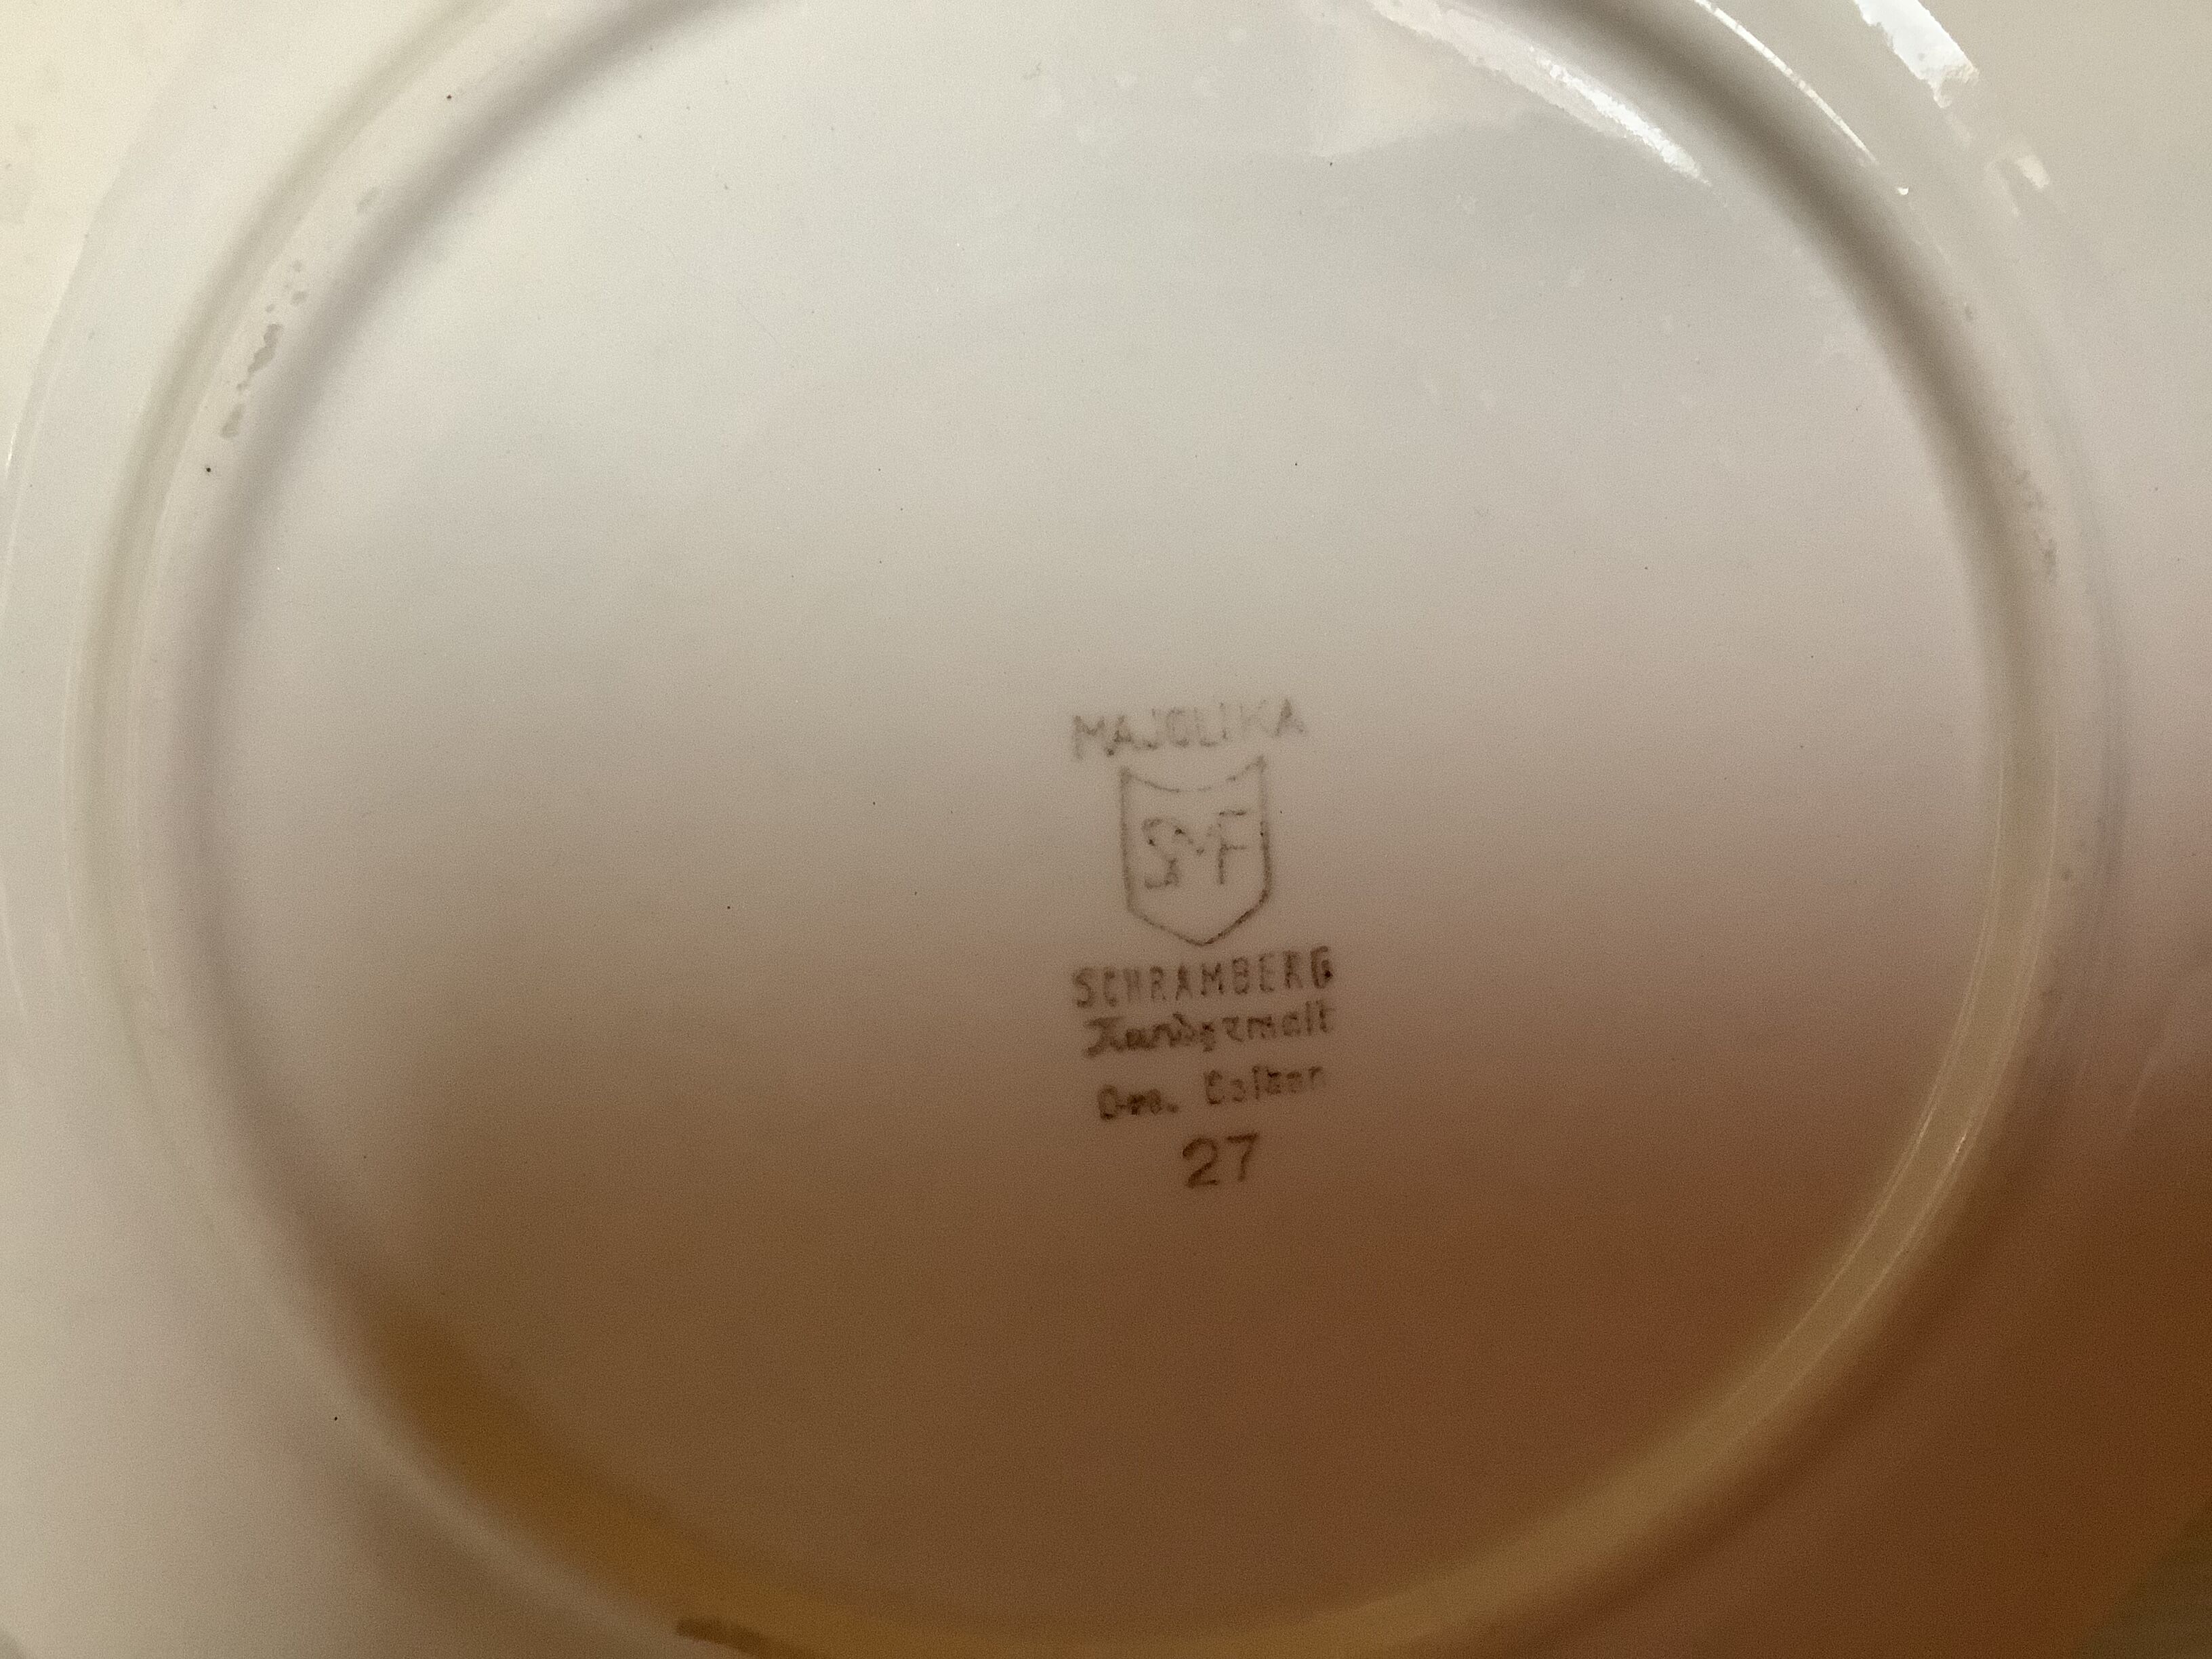 MAJOLIKA
SMF
SCHRAMBERG
Handgemalt
27